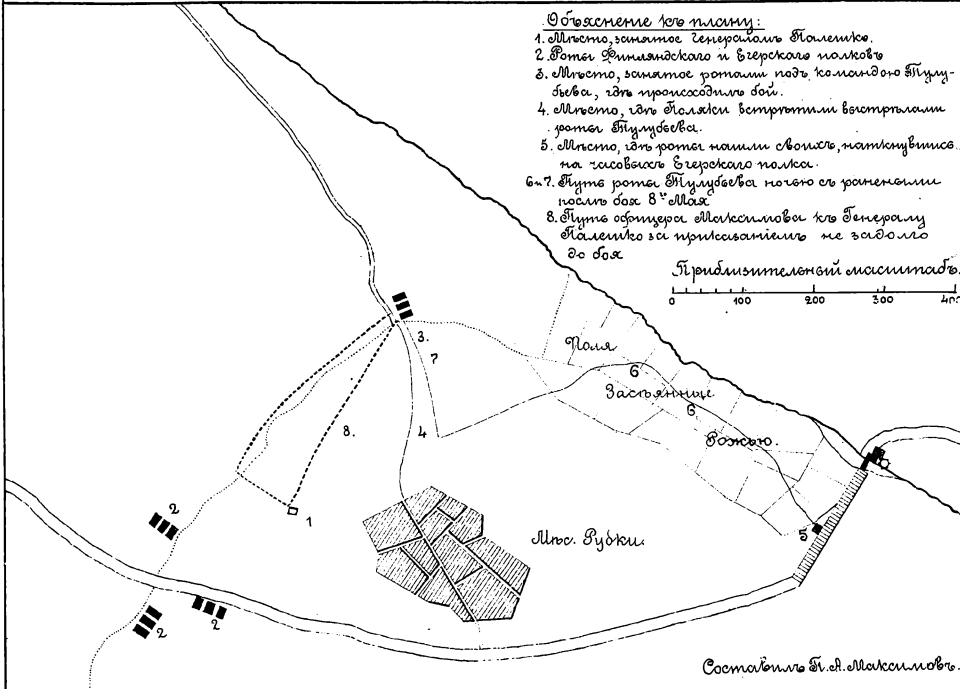 Объясненіе къ плану:
1. Мѣсто, занятое Генераломъ Палешко.
2. Роты Финляндскаго и Егерскаго полковъ
3. Мѣсто, занятое ротами подъ командою Тулу-
бьева, гдѣ происходилъ бой.
4. Мѣсто, гдѣ Поляки встрѣтили выстрѣлами
роты Тулубьева.
5. Мѣсто, гдѣ роты нашли своихъ, наткнувшись
на часовыхъ Егерскаго полка.
6 и 7. Путь роты Тулубьева ночью съ ранеными
послѣ боя 8го Мая
8. Путь офицера Максимова къ Генералу
Палешко за приказаніемъ не задолго
до боя
Приблизительный масштабъ.
0 100 200 300 400
3.
7
Поля
6
Засѣянные
6
4
8.
Рожью.
1
2
5
Мѣс. Рудки.
2
2
Составилъ П. А. Максимовъ.